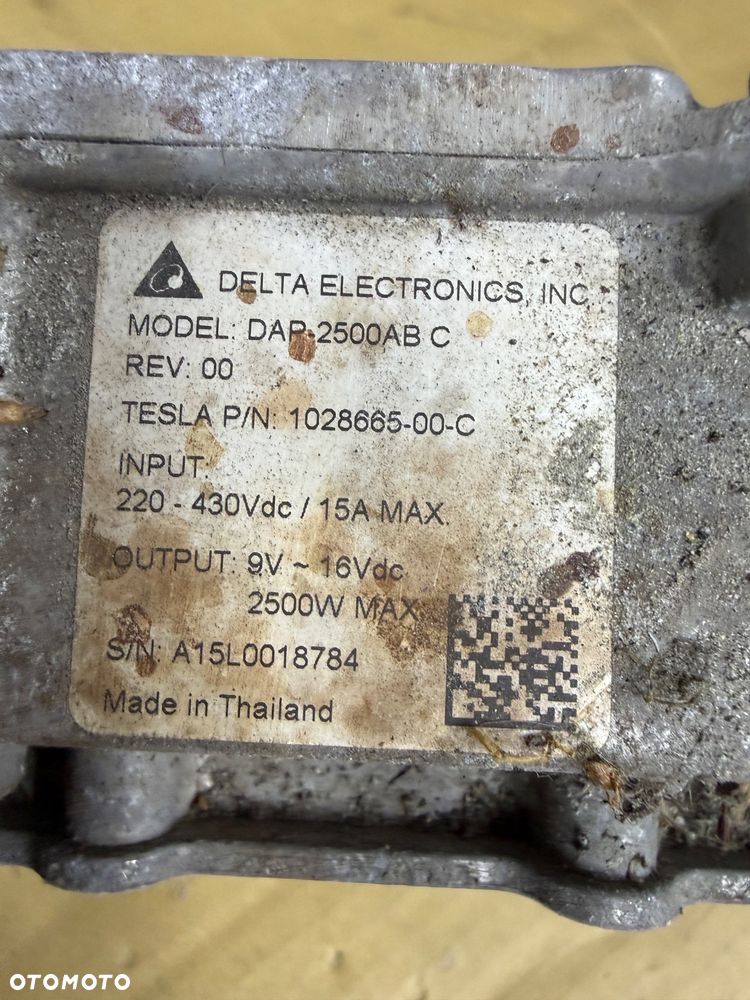 DELTA ELECTRONICS, INC
MODEL: DAP-2500AB C
REV: 00
TESLA P/N: 1028665-00-C
INPUT:
220 - 430Vdc / 15A MAX.
OUTPUT: 9V ~ 16Vdc
2500W MAX
S/N: A15L0018784
Made in Thailand
OTOMOTO